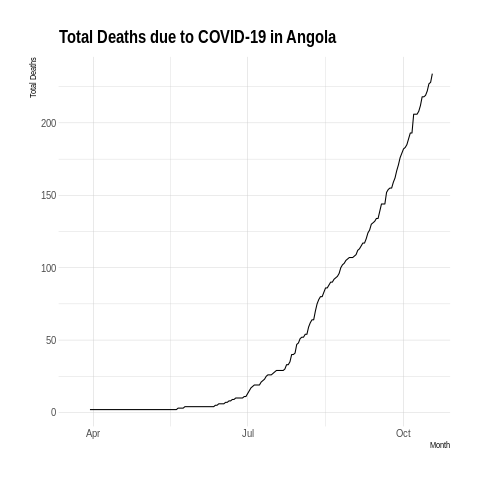 Total Deaths due to COVID-19 in Angola
Total Deaths
200
150
100
50
0
Apr
Jul
Oct
Month